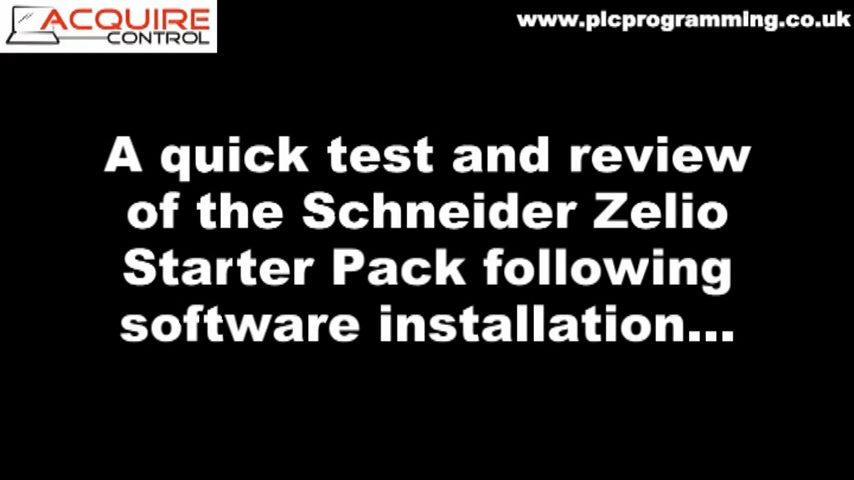 ACQUIRE
CONTROL
www.plcprogramming.co.uk
A quick test and review
of the Schneider Zelio
Starter Pack following
software installation...